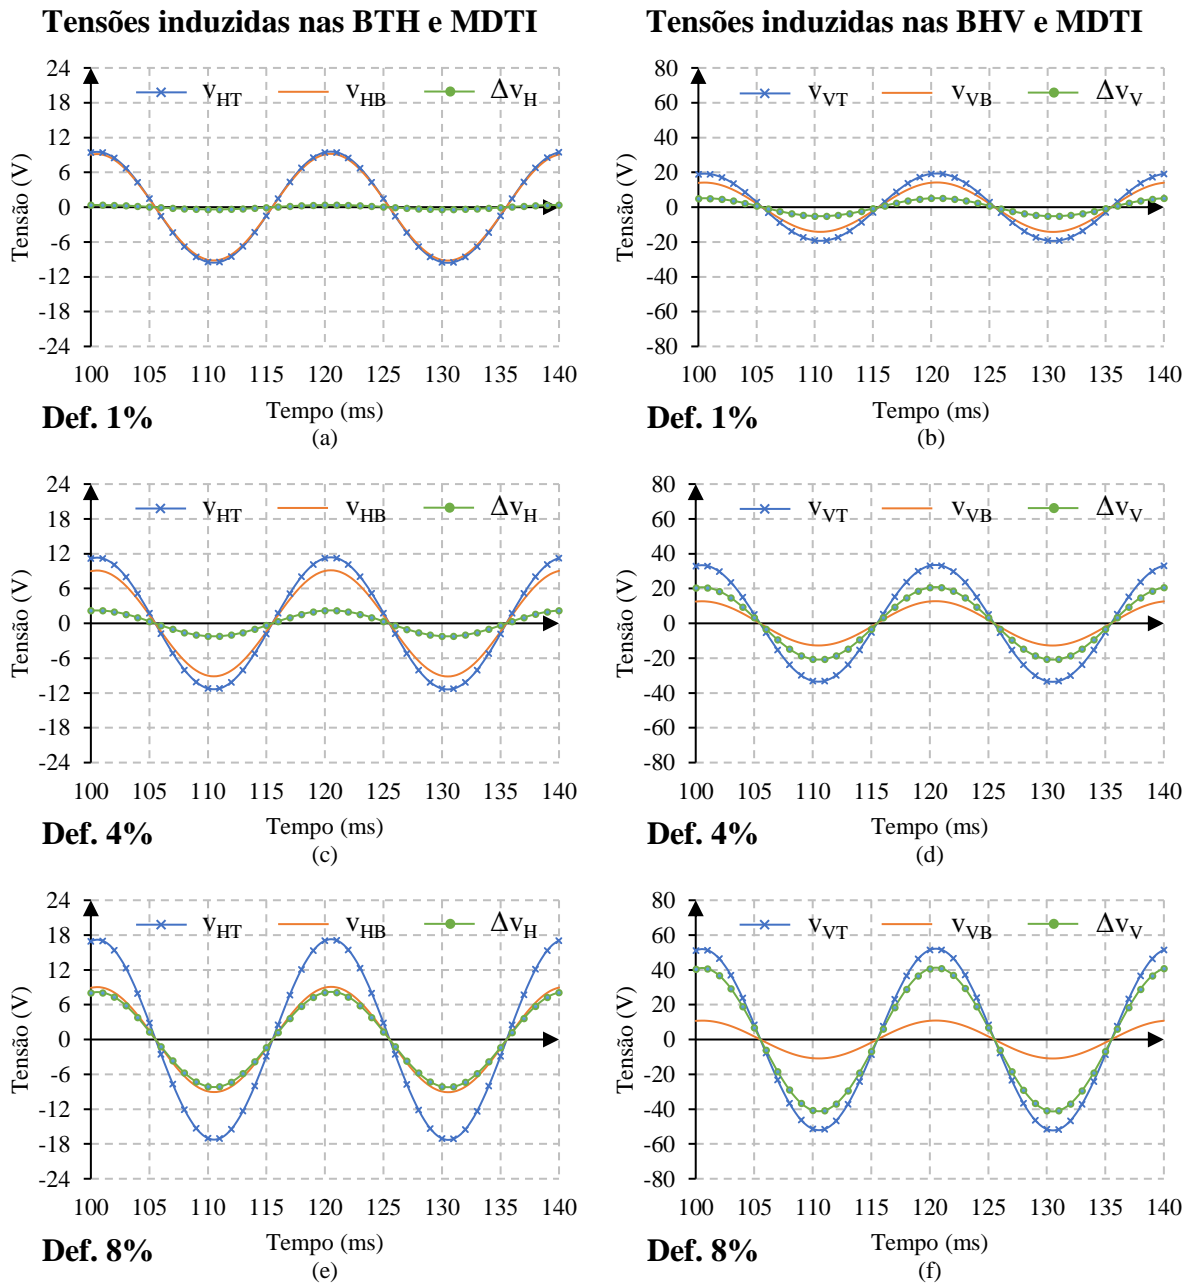 Tensões induzidas nas BTH e MDTI
Tensões induzidas nas BHV e MDTI
24
18
12
6
0
-6
-12
-18
-24
Tensão (V)
v_HT
v_HB
Δv_H
100 105 110 115 120 125 130 135 140
Tempo (ms)
Def. 1%
(a)
80
60
40
20
0
-20
-40
-60
-80
Tensão (V)
v_VT
v_VB
Δv_V
100 105 110 115 120 125 130 135 140
Tempo (ms)
Def. 1%
(b)
24
18
12
6
0
-6
-12
-18
-24
Tensão (V)
v_HT
v_HB
Δv_H
100 105 110 115 120 125 130 135 140
Tempo (ms)
Def. 4%
(c)
80
60
40
20
0
-20
-40
-60
-80
Tensão (V)
v_VT
v_VB
Δv_V
100 105 110 115 120 125 130 135 140
Tempo (ms)
Def. 4%
(d)
24
18
12
6
0
-6
-12
-18
-24
Tensão (V)
v_HT
v_HB
Δv_H
100 105 110 115 120 125 130 135 140
Tempo (ms)
Def. 8%
(e)
80
60
40
20
0
-20
-40
-60
-80
Tensão (V)
v_VT
v_VB
Δv_V
100 105 110 115 120 125 130 135 140
Tempo (ms)
Def. 8%
(f)